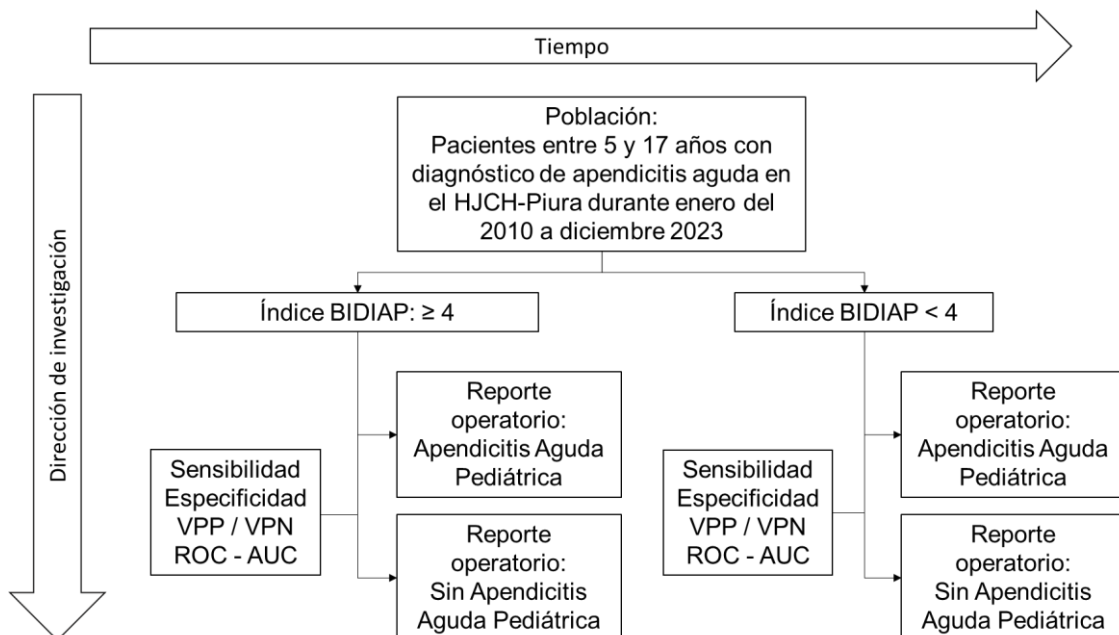 Tiempo
Dirección de investigación
Población:
Pacientes entre 5 y 17 años con
diagnóstico de apendicitis aguda en
el HJCH-Piura durante enero del
2010 a diciembre 2023
Índice BIDIAP: ≥ 4
Índice BIDIAP < 4
Reporte
operatorio:
Apendicitis Aguda
Pediátrica
Sensibilidad
Especificidad
VPP / VPN
ROC - AUC
Reporte
operatorio:
Sin Apendicitis
Aguda Pediátrica
Reporte
operatorio:
Apendicitis Aguda
Pediátrica
Sensibilidad
Especificidad
VPP / VPN
ROC - AUC
Reporte
operatorio:
Sin Apendicitis
Aguda Pediátrica